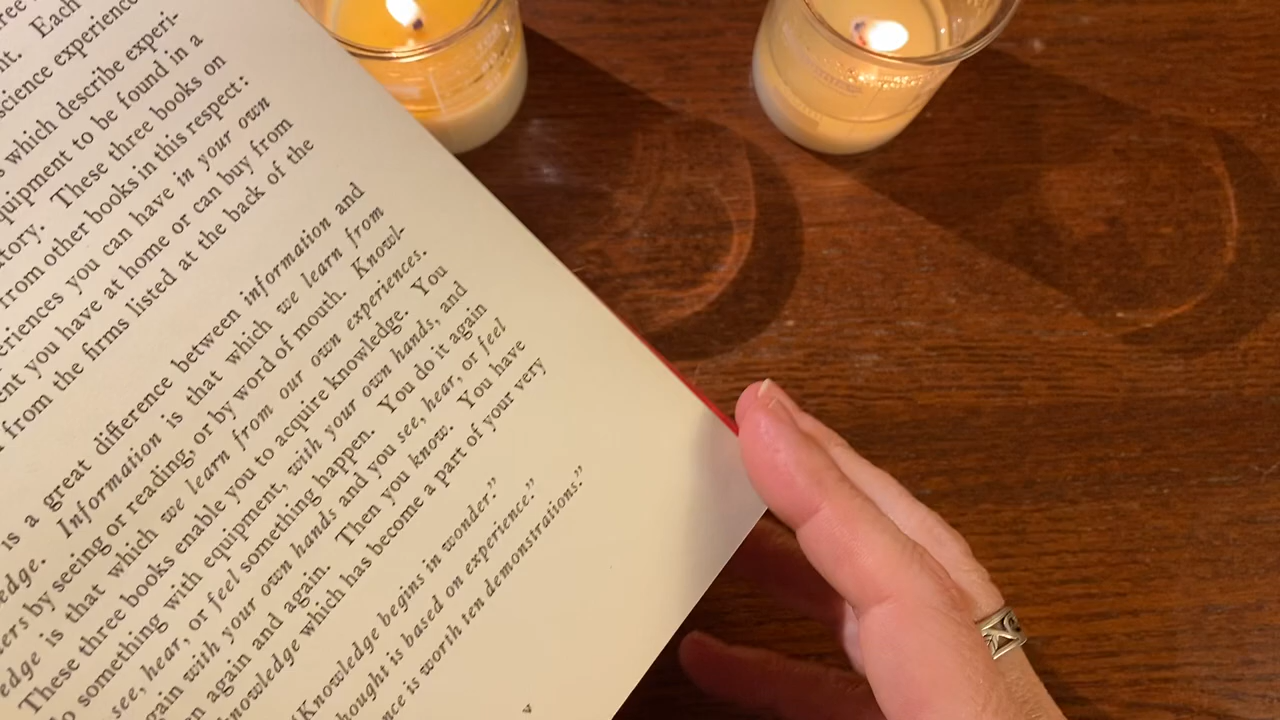 nt. Each
science experience
which describe experi-
quipment to be found in a
tory. These three books on
from other books in this respect:
eriences you can have in your own
ent you have at home or can buy from
from the firms listed at the back of the
is a great difference between information and
edge. Information is that which we learn from
ers by seeing or reading, or by word of mouth. Knowl-
edge is that which we learn from our own experiences.
These three books enable you to acquire knowledge. You
do something with equipment, with your own hands, and
see, hear, or feel something happen. You do it again
gain with your own hands and you see, hear, or feel
n again and again. Then you know. You have
knowledge which has become a part of your very
"Knowledge begins in wonder."
hought is based on experience."
nce is worth ten demonstrations."
v